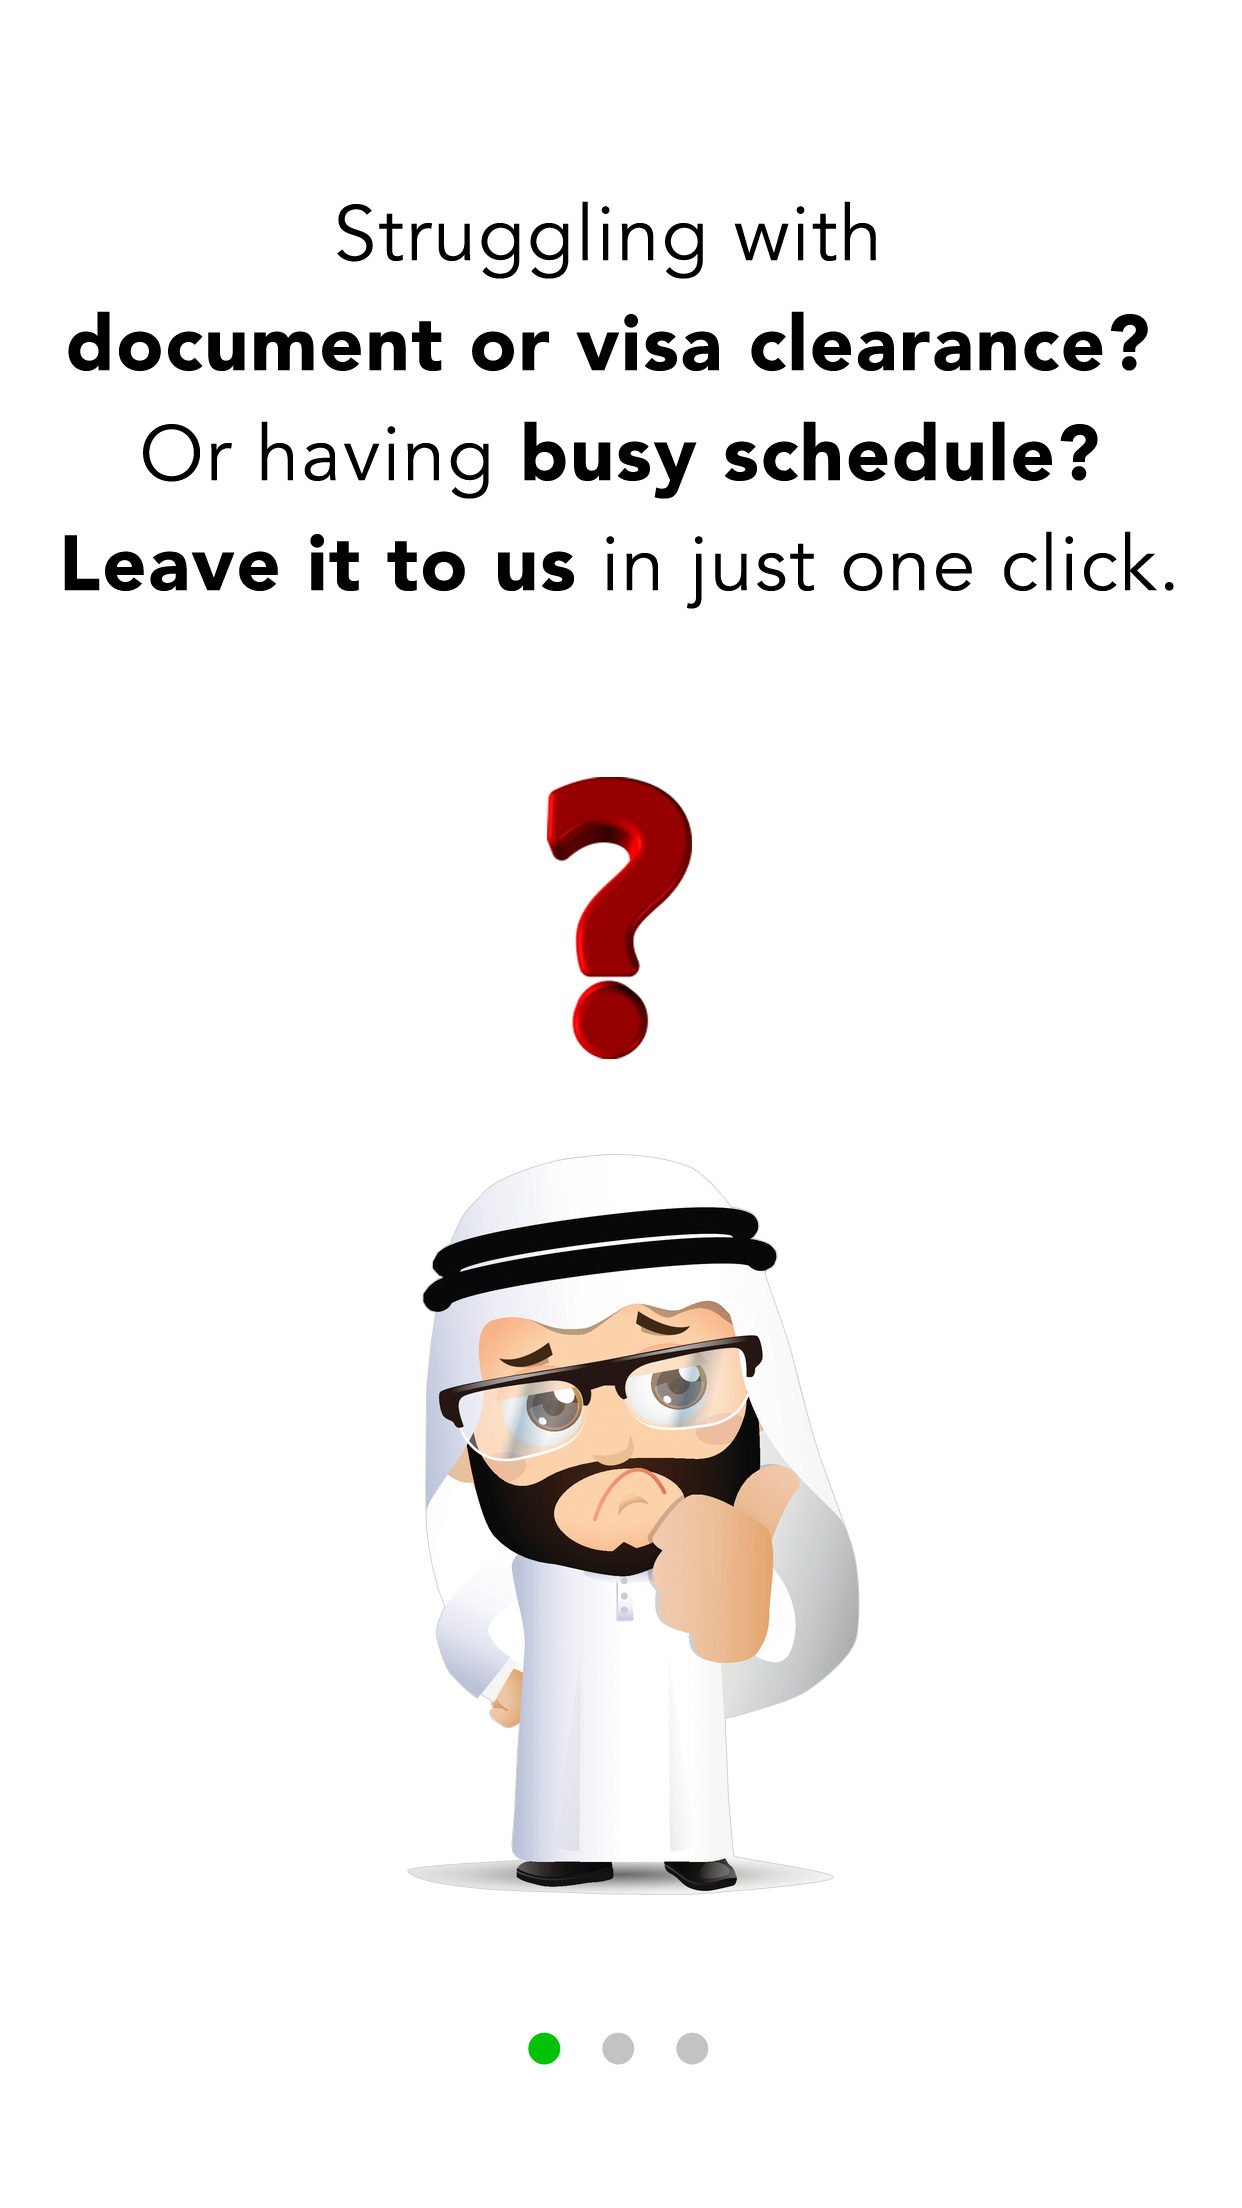 Struggling with
document or visa clearance?
Or having busy schedule?
Leave it to us in just one click.
?